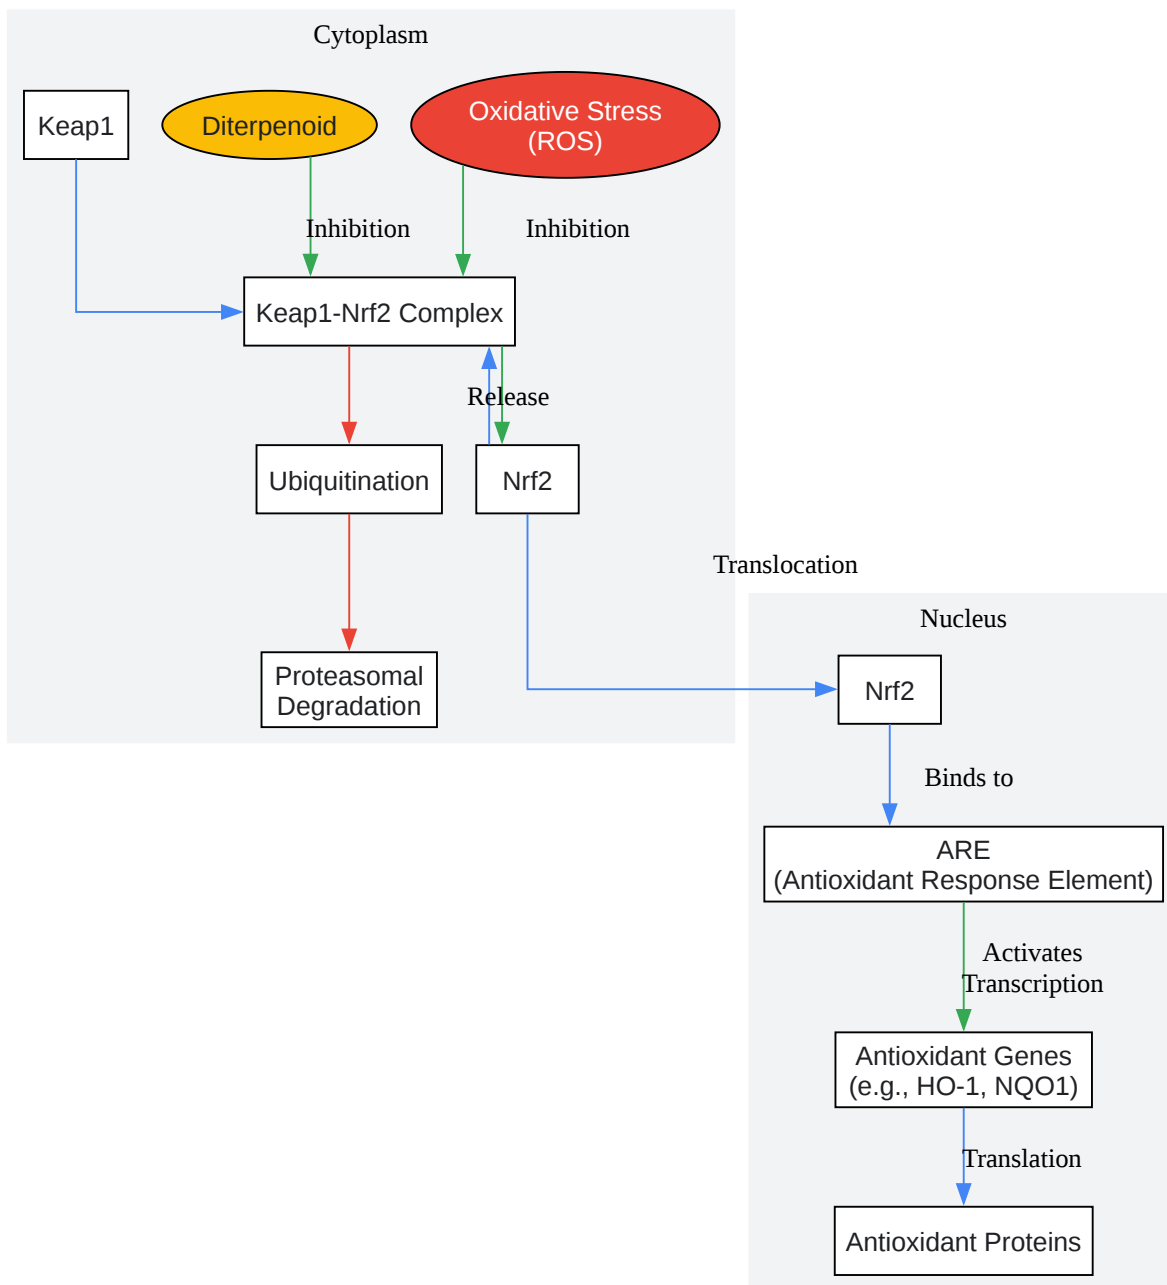 Cytoplasm
Keap1
Diterpenoid
Oxidative Stress
(ROS)
Inhibition
Inhibition
Keap1-Nrf2 Complex
Release
Ubiquitination
Nrf2
Translocation
Proteasomal
Degradation
Nucleus
Nrf2
Binds to
ARE
(Antioxidant Response Element)
Activates
Transcription
Antioxidant Genes
(e.g., HO-1, NQO1)
Translation
Antioxidant Proteins